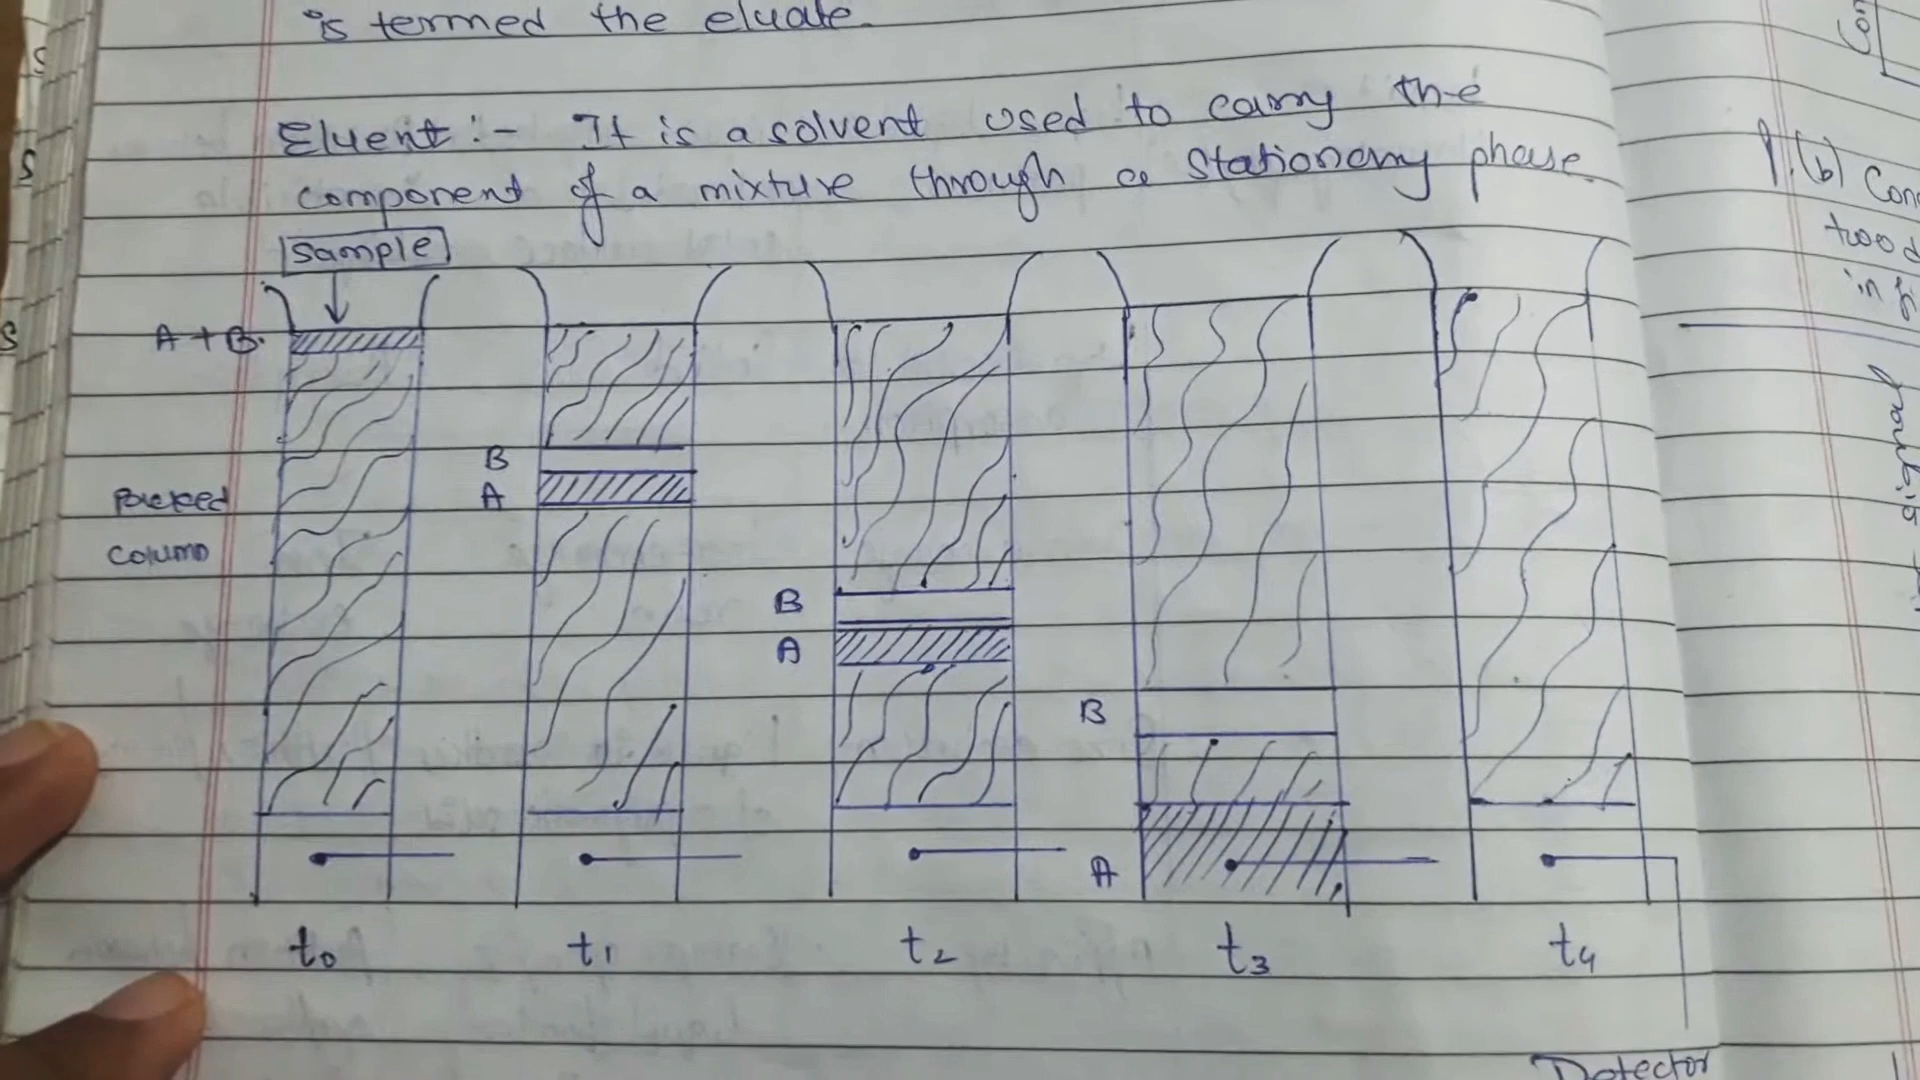 is termed the eluate.
Eluent :- It is a solvent used to carry the
component of a mixture through a stationary phase.
Sample
A + B.
Packed
Column
B
A
B
A
B
A
t0 t1 t2 t3 t4
Detector
(b) Con
two d
in